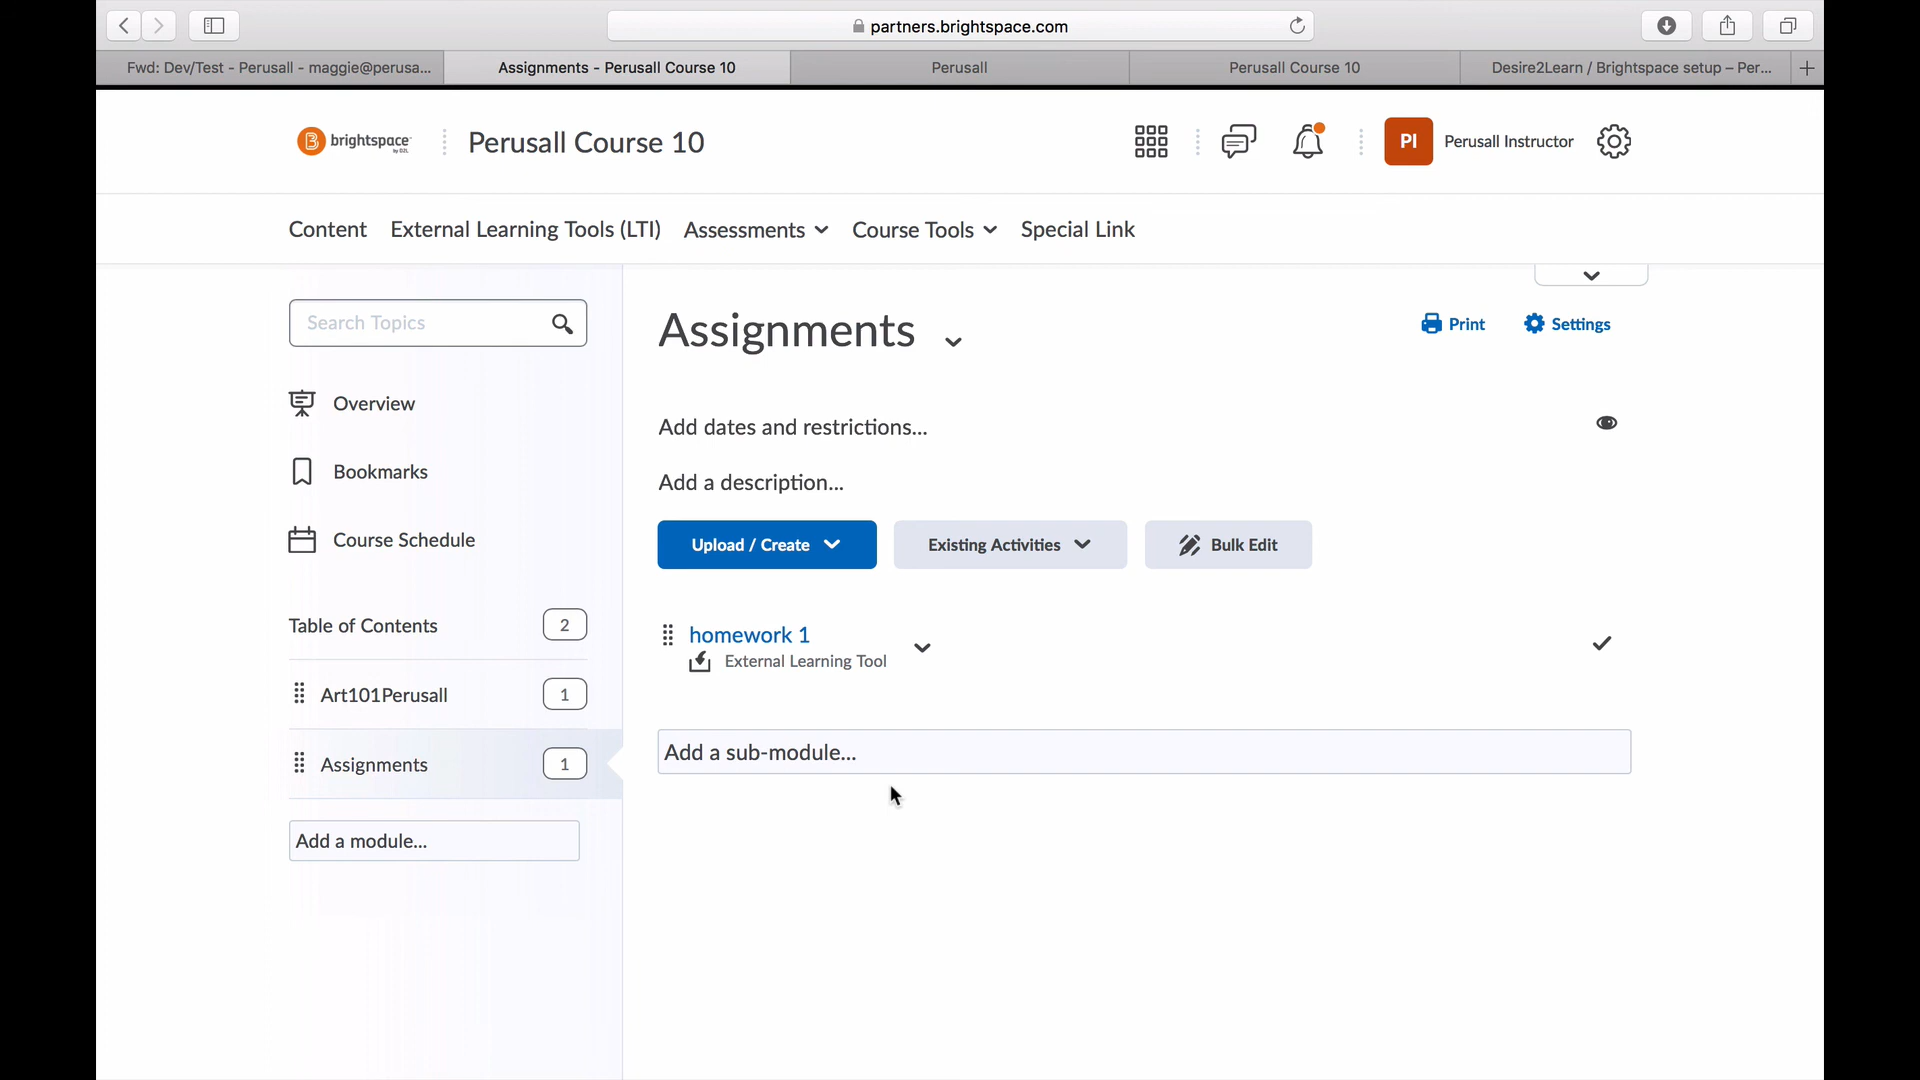 partners.brightspace.com
Fwd: Dev/Test - Perusall - maggie@perusa...
Assignments - Perusall Course 10
Perusall
Perusall Course 10
Desire2Learn / Brightspace setup – Per...
brightspace
by D2L
Perusall Course 10
PI
Perusall Instructor
Content
External Learning Tools (LTI)
Assessments
Course Tools
Special Link
Search Topics
Overview
Bookmarks
Course Schedule
Table of Contents 2
Art101Perusall 1
Assignments 1
Add a module...
Assignments
Print
Settings
Add dates and restrictions...
Add a description...
Upload / Create
Existing Activities
Bulk Edit
homework 1
External Learning Tool
Add a sub-module...